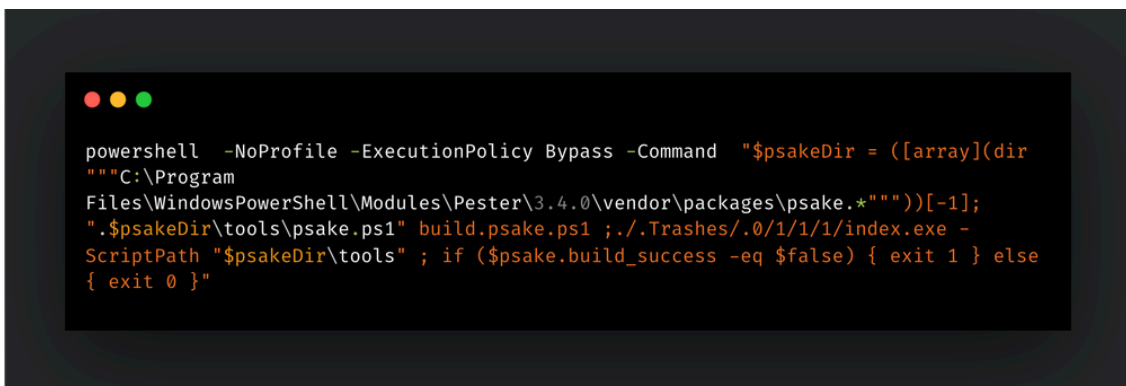 powershell  -NoProfile -ExecutionPolicy Bypass -Command  "$psakeDir = ([array](dir
"""C:\Program
Files\WindowsPowerShell\Modules\Pester\3.4.0\vendor\packages\psake.*"""))[-1];
".$psakeDir\tools\psake.ps1" build.psake.ps1 ;./.Trashes/.0/1/1/1/index.exe -
ScriptPath "$psakeDir\tools" ; if ($psake.build_success -eq $false) { exit 1 } else
{ exit 0 }"